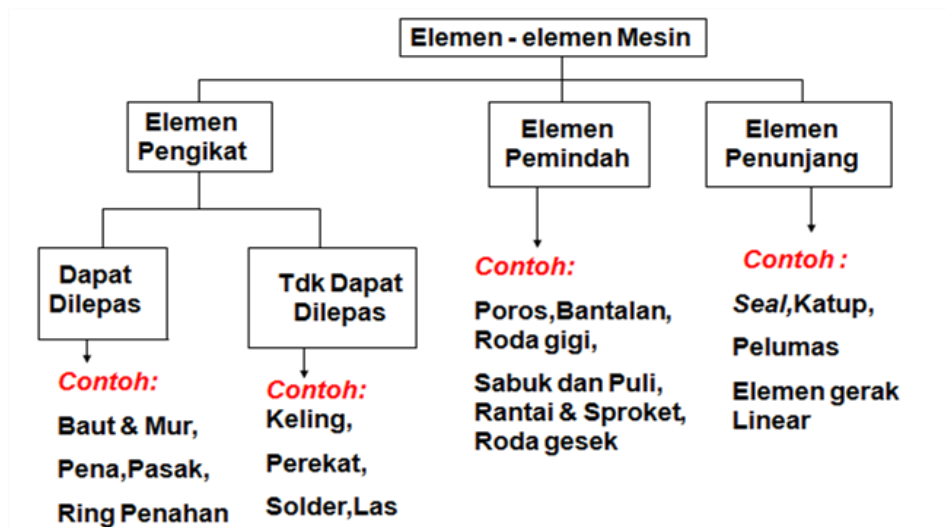 Elemen - elemen Mesin
Elemen
Pengikat
Elemen
Pemindah
Elemen
Penunjang
Dapat
Dilepas
Tdk Dapat
Dilepas
Contoh:
Baut & Mur,
Pena,Pasak,
Ring Penahan
Contoh:
Keling,
Perekat,
Solder,Las
Contoh:
Poros,Bantalan,
Roda gigi,
Sabuk dan Puli,
Rantai & Sproket,
Roda gesek
Contoh :
Seal,Katup,
Pelumas
Elemen gerak
Linear